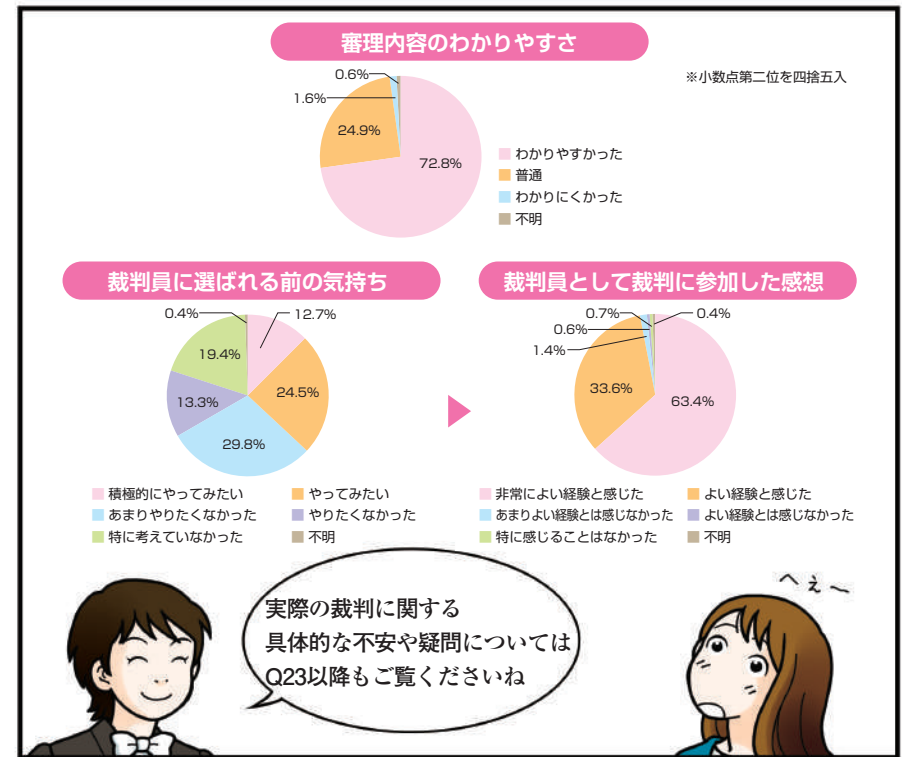 審理内容のわかりやすさ
※小数点第二位を四捨五入
0.6%
1.6%
24.9%
72.8%
わかりやすかった
普通
わかりにくかった
不明
裁判員に選ばれる前の気持ち
0.4%
12.7%
19.4%
24.5%
13.3%
29.8%
積極的にやってみたい
やってみたい
あまりやりたくなかった
やりたくなかった
特に考えていなかった
不明
裁判員として裁判に参加した感想
0.7%
0.4%
0.6%
1.4%
33.6%
63.4%
非常によい経験と感じた
よい経験と感じた
あまりよい経験とは感じなかった
よい経験とは感じなかった
特に感じることはなかった
不明
実際の裁判に関する
具体的な不安や疑問については
Q23以降もご覧くださいね
へぇ〜